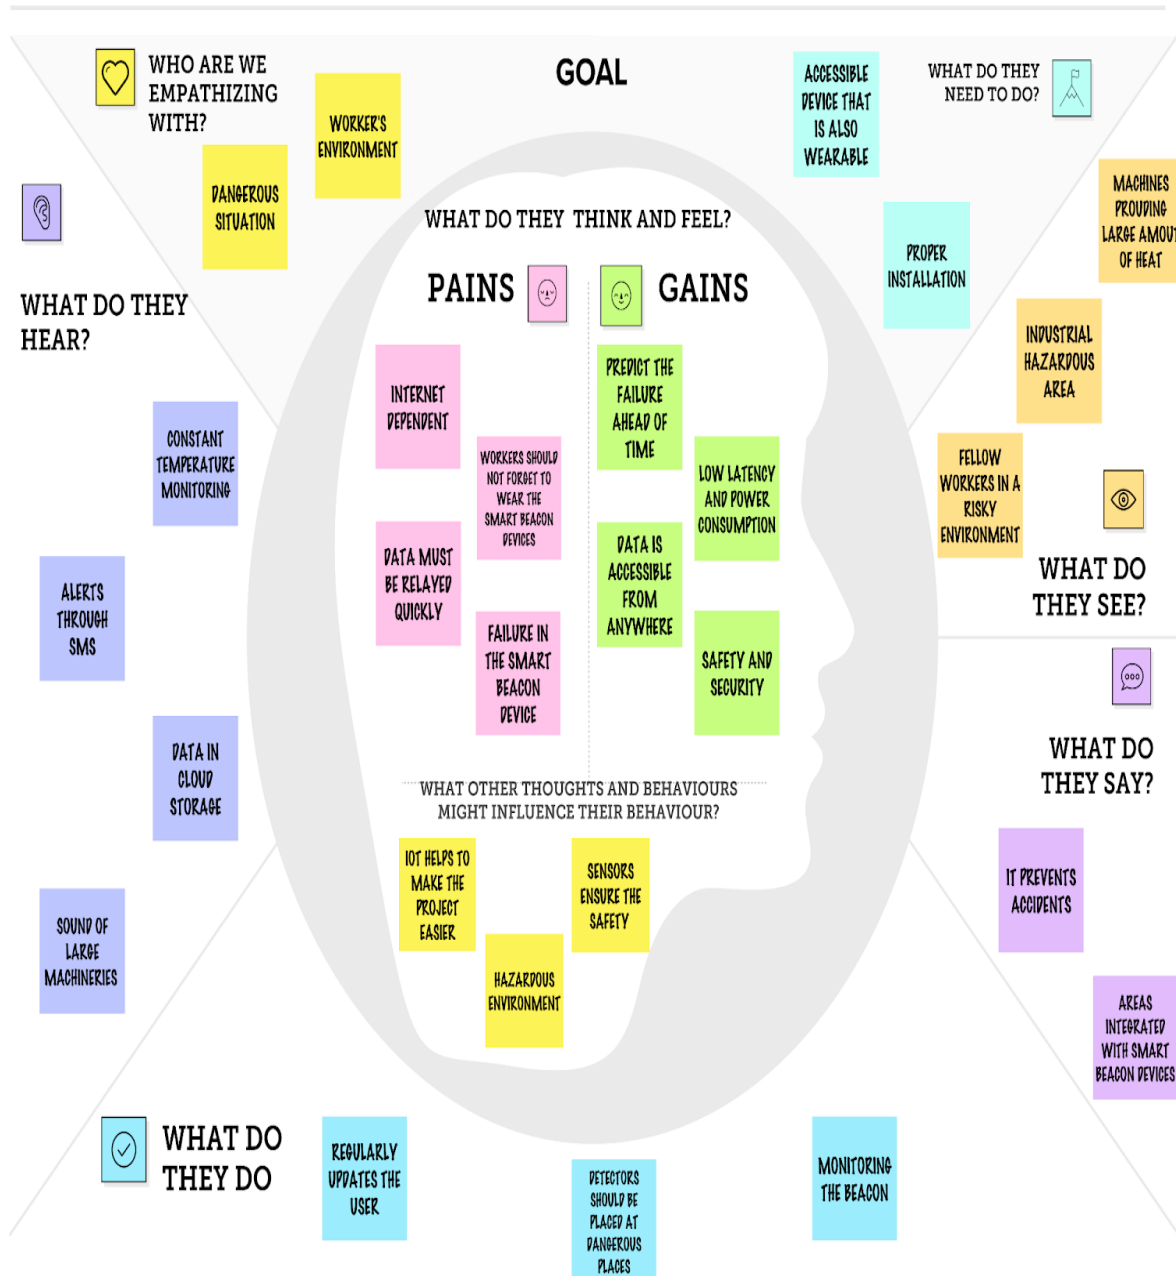 WHO ARE WE
EMPATHIZING
WITH?
WORKER'S
ENVIRONMENT
DANGEROUS
SITUATION
GOAL
ACCESSIBLE
DEVICE THAT
IS ALSO
WEARABLE
WHAT DO THEY
NEED TO DO?
PROPER
INSTALLATION
WHAT DO THEY
HEAR?
CONSTANT
TEMPERATURE
MONITORING
ALERTS
THROUGH
SMS
DATA IN
CLOUD
STORAGE
SOUND OF
LARGE
MACHINERIES
WHAT DO THEY THINK AND FEEL?
PAINS
INTERNET
DEPENDENT
WORKERS SHOULD
NOT FORGET TO
WEAR THE
SMART BEACON
DEVICES
DATA MUST
BE RELAYED
QUICKLY
FAILURE IN
THE SMART
BEACON
DEVICE
GAINS
PREDICT THE
FAILURE
AHEAD OF
TIME
LOW LATENCY
AND POWER
CONSUMPTION
DATA IS
ACCESSIBLE
FROM
ANYWHERE
SAFETY AND
SECURITY
MACHINES
PROUDING
LARGE AMOUT
OF HEAT
INDUSTRIAL
HAZARDOUS
AREA
FELLOW
WORKERS IN A
RISKY
ENVIRONMENT
WHAT DO
THEY SEE?
WHAT DO
THEY SAY?
IT PREVENTS
ACCIDENTS
AREAS
INTEGRATED
WITH SMART
BEACON DEVICES
WHAT OTHER THOUGHTS AND BEHAVIOURS
MIGHT INFLUENCE THEIR BEHAVIOUR?
IOT HELPS TO
MAKE THE
PROJECT
EASIER
SENSORS
ENSURE THE
SAFETY
HAZARDOUS
ENVIRONMENT
WHAT DO
THEY DO
REGULARLY
UPDATES THE
USER
DETECTORS
SHOULD BE
PLACED AT
DANGEROUS
PLACES
MONITORING
THE BEACON